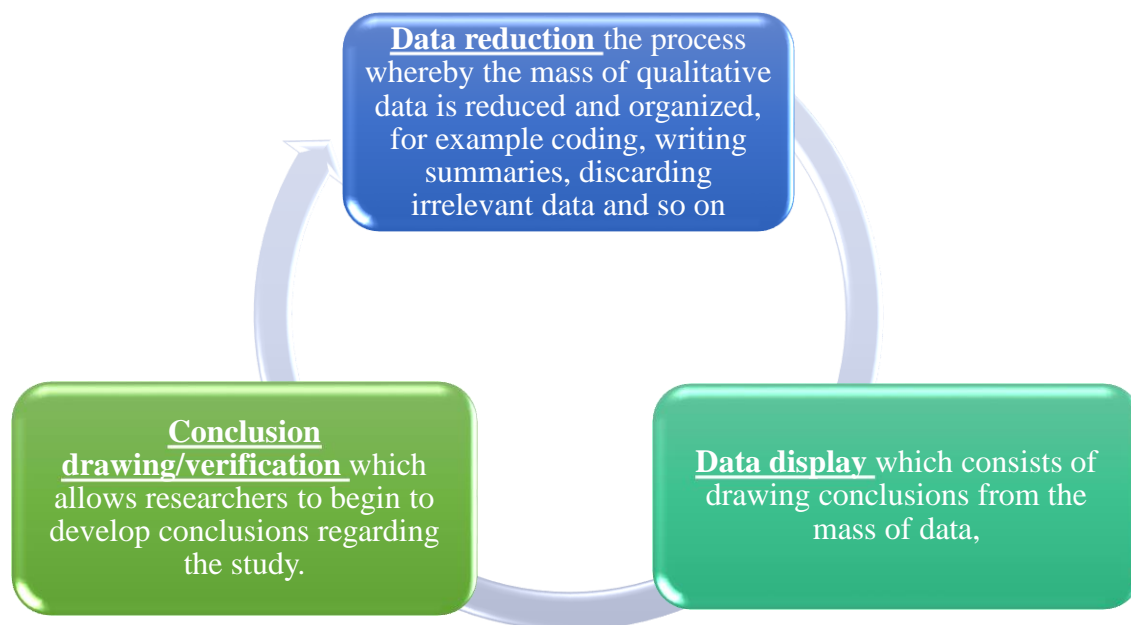 Data reduction the process
whereby the mass of qualitative
data is reduced and organized,
for example coding, writing
summaries, discarding
irrelevant data and so on
Data display which consists of
drawing conclusions from the
mass of data,
Conclusion
drawing/verification which
allows researchers to begin to
develop conclusions regarding
the study.